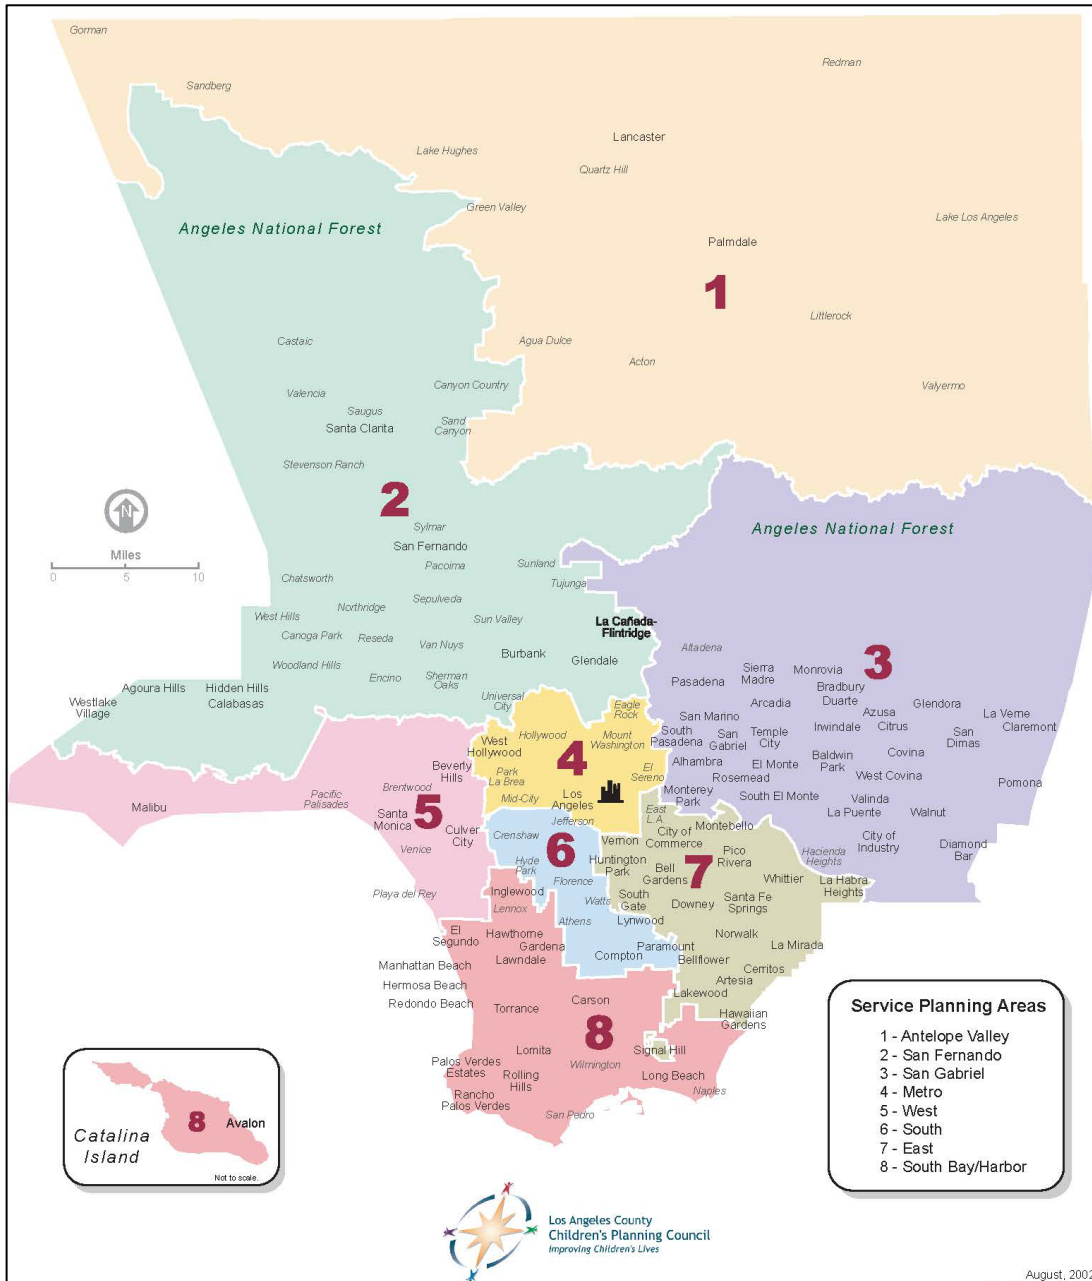 Gorman
Redman
Sandberg
Lancaster
Lake Hughes
Quartz Hill
Green Valley
Lake Los Angeles
Angeles National Forest
Palmdale
1
Littlerock
Agua Dulce
Acton
Castaic
Valyermo
Canyon Country
Valencia
Saugus
Santa Clarita
Sand
Canyon
Stevenson Ranch
2
N
Miles
0 5 10
Sylmar
San Fernando
Angeles National Forest
Pacoima
Sunland
Chatsworth
Tujunga
Sepulveda
Northridge
West Hills
Sun Valley
La Cañada-
Flintridge
Canoga Park
Reseda
Van Nuys
Altadena
Burbank
Glendale
Woodland Hills
Encino
Sherman
Oaks
Sierra
Madre
Monrovia
3
Pasadena
Bradbury
Duarte
Agoura Hills
Hidden Hills
Calabasas
Westlake
Village
Universal
City
Eagle
Rock
Arcadia
Azusa
Glendora
La Verne
Claremont
San Marino
South
Pasadena
San
Gabriel
Temple
City
Irwindale
Citrus
San
Dimas
West
Hollywood
Hollywood
Mount
Washington
4
Alhambra
El Monte
Baldwin
Park
Covina
Beverly
Hills
Park
La Brea
El
Sereno
Rosemead
West Covina
Pomona
Brentwood
Pacific
Palisades
Malibu
Mid-City
Los
Angeles
Monterey
Park
South El Monte
Valinda
La Puente
Walnut
5
Santa
Monica
Culver
City
Jefferson
East
L.A.
Montebello
City of
Commerce
City of
Industry
Diamond
Bar
Venice
Crenshaw
6
Vernon
Pico
Rivera
Hacienda
Heights
Hyde
Park
Huntington
Park
Bell
Gardens
7
Whittier
La Habra
Heights
Playa del Rey
Inglewood
Florence
Lennox
Watts
South
Gate
Downey
Santa Fe
Springs
Athens
Lynwood
El
Segundo
Hawthorne
Gardena
Lawndale
Norwalk
La Mirada
Compton
Paramount
Bellflower
Manhattan Beach
Cerritos
Artesia
Hermosa Beach
Redondo Beach
Lakewood
Carson
Torrance
Hawaiian
Gardens
8
Lomita
Signal Hill
Wilmington
Palos Verdes
Estates
Rolling
Hills
Long Beach
Naples
Rancho
Palos Verdes
San Pedro
Service Planning Areas
1 - Antelope Valley
2 - San Fernando
3 - San Gabriel
4 - Metro
5 - West
6 - South
7 - East
8 - South Bay/Harbor
8
Avalon
Catalina
Island
Not to scale.
Los Angeles County
Children's Planning Council
Improving Children's Lives
August, 2002